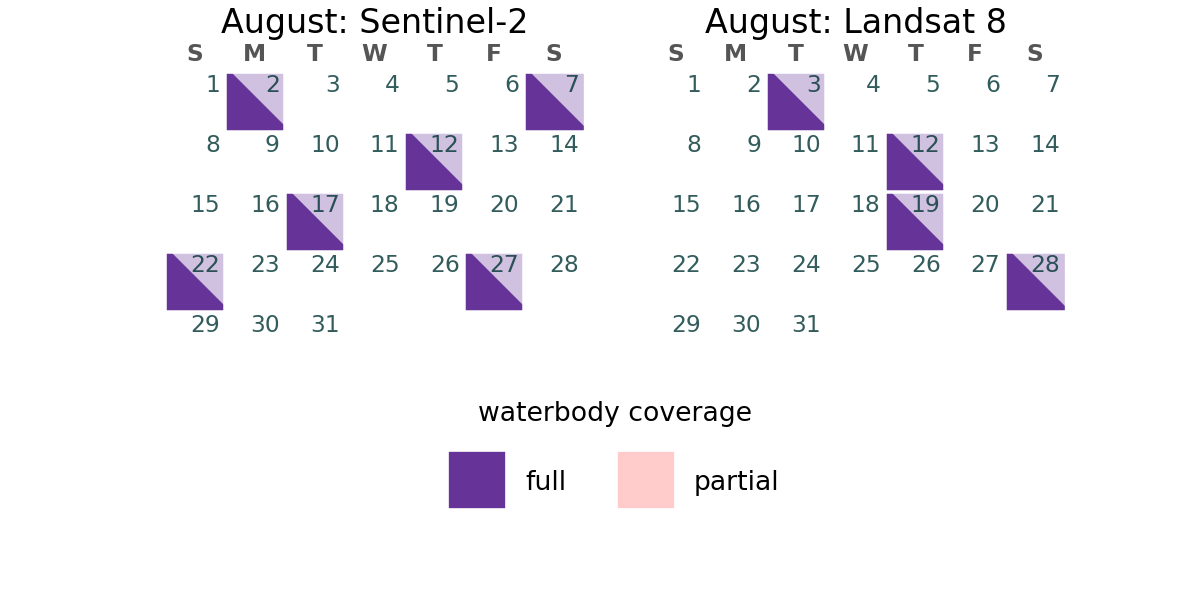 August: Sentinel-2
S M T W T F S
1 2 3 4 5 6 7
8 9 10 11 12 13 14
15 16 17 18 19 20 21
22 23 24 25 26 27 28
29 30 31
August: Landsat 8
S M T W T F S
1 2 3 4 5 6 7
8 9 10 11 12 13 14
15 16 17 18 19 20 21
22 23 24 25 26 27 28
29 30 31
waterbody coverage
full partial